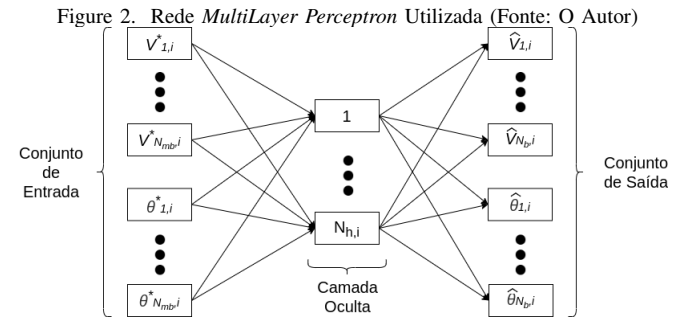 Figure 2. Rede MultiLayer Perceptron Utilizada (Fonte: O Autor)
V*1,i
V*Nmb,i
θ*1,i
θ*Nmb,i
Conjunto
de
Entrada
1
Nh,i
Camada
Oculta
V̂1,i
V̂Nb,i
θ̂1,i
θ̂Nb,i
Conjunto
de Saída